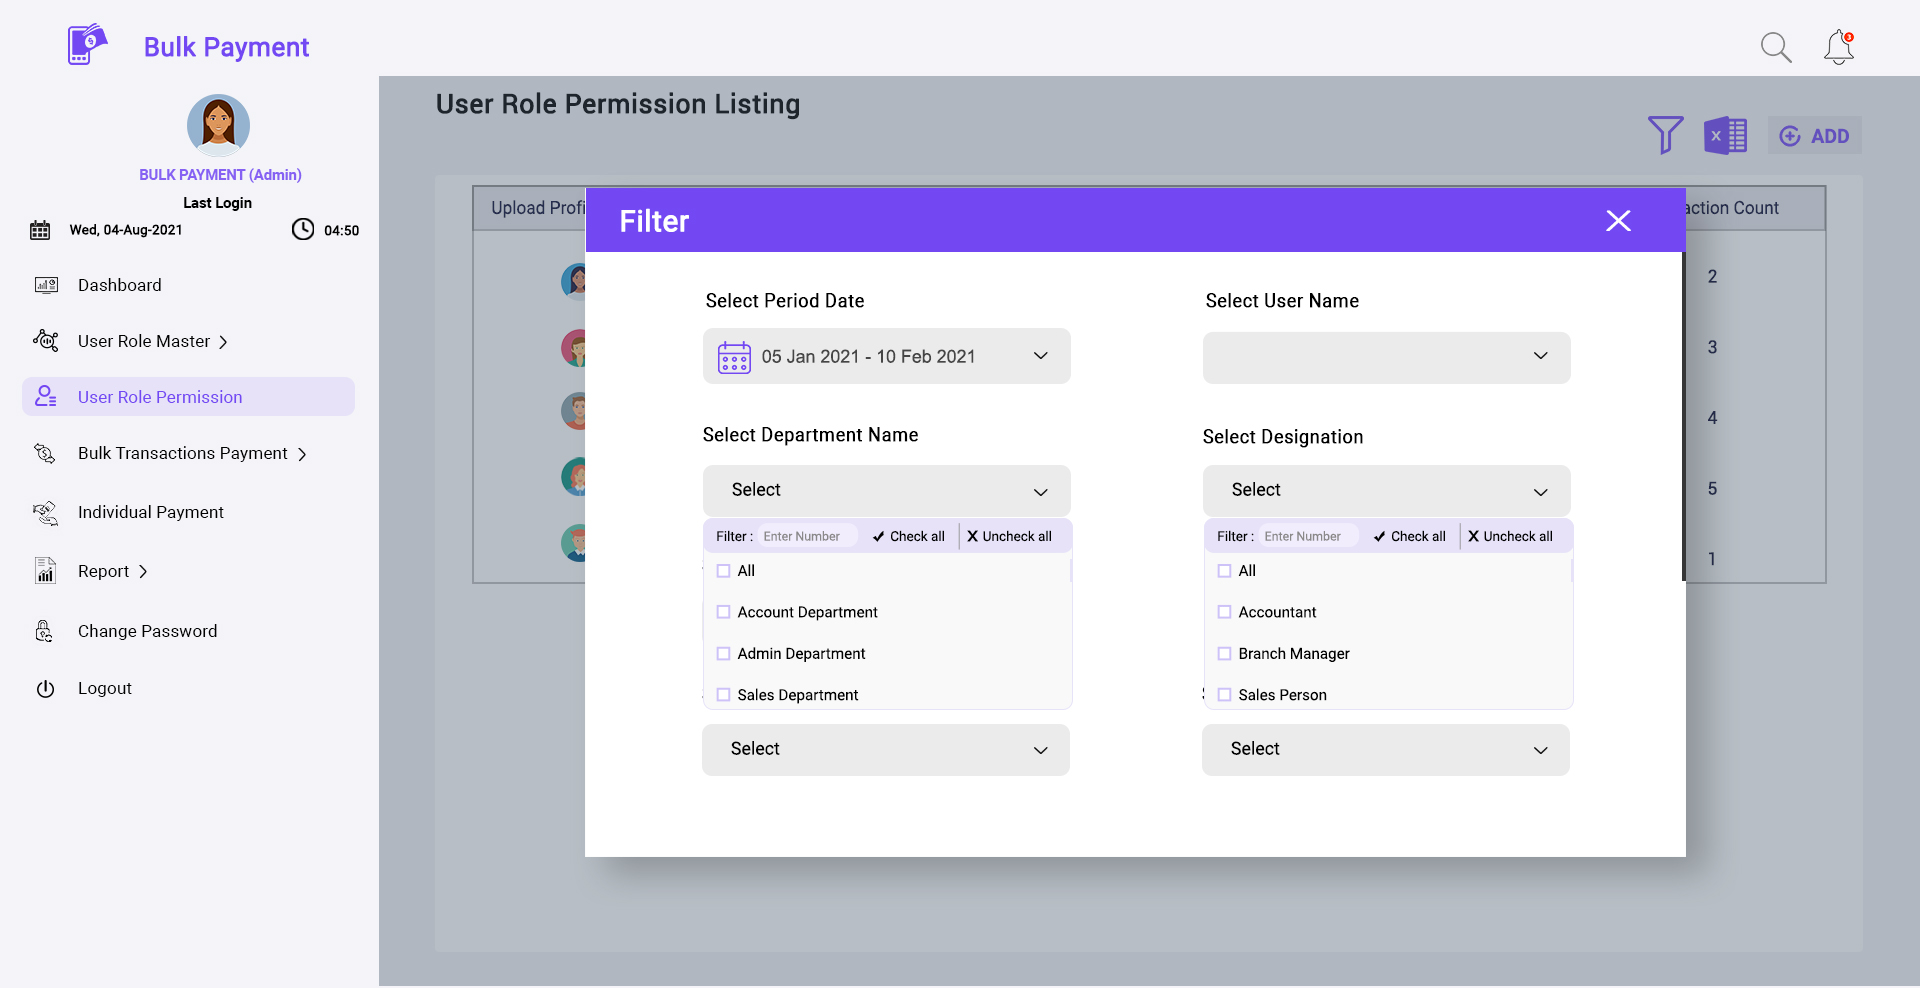 Bulk Payment
3
BULK PAYMENT (Admin)
Last Login
Wed, 04-Aug-2021
04:50
Dashboard
User Role Master
User Role Permission
Bulk Transactions Payment
Individual Payment
Report
Change Password
Logout
User Role Permission Listing
X
ADD
Upload Profi
action Count
2
3
4
5
1
Filter
Select Period Date
Select User Name
05 Jan 2021 - 10 Feb 2021
Select Department Name
Select Designation
Select
Select
Filter : Enter Number Check all X Uncheck all
All
Account Department
Admin Department
Sales Department
Filter : Enter Number Check all X Uncheck all
All
Accountant
Branch Manager
Sales Person
Select
Select